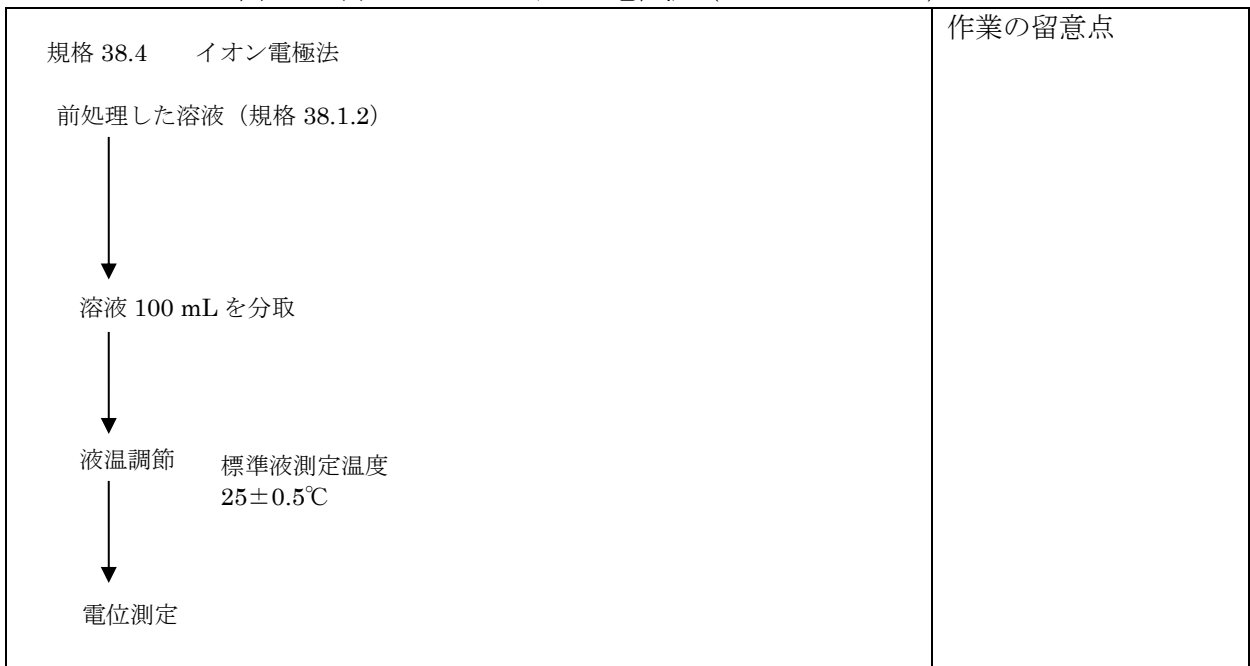 作業の留意点
規格 38.4 イオン電極法
前処理した溶液（規格 38.1.2）
溶液 100 mL を分取
液温調節
標準液測定温度
25±0.5℃
電位測定